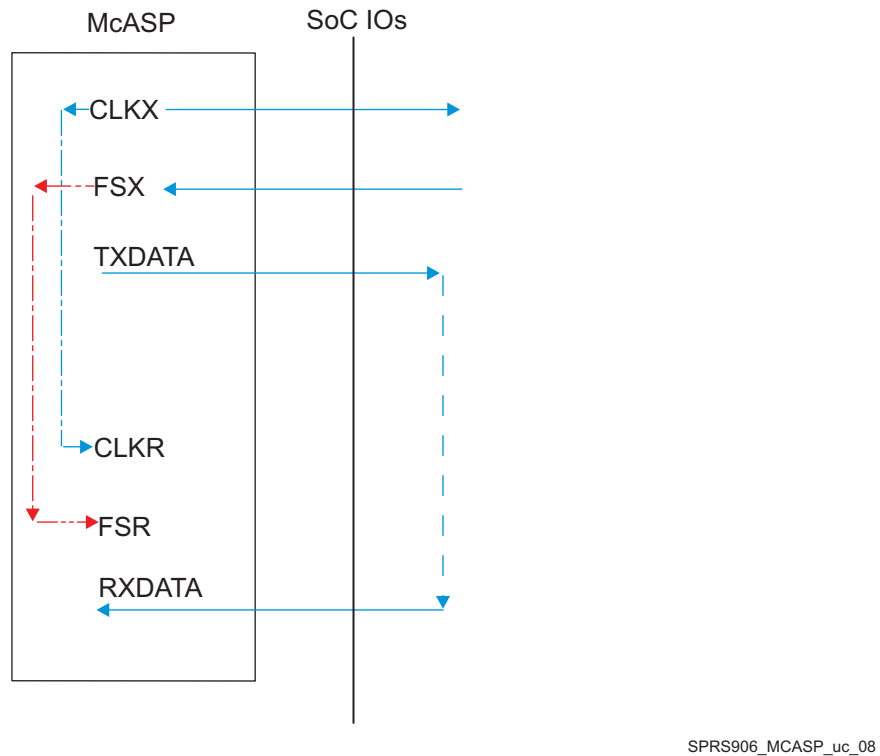 McASP
SoC IOs
CLKX
FSX
TXDATA
CLKR
FSR
RXDATA
SPRS906_MCASP_uc_08